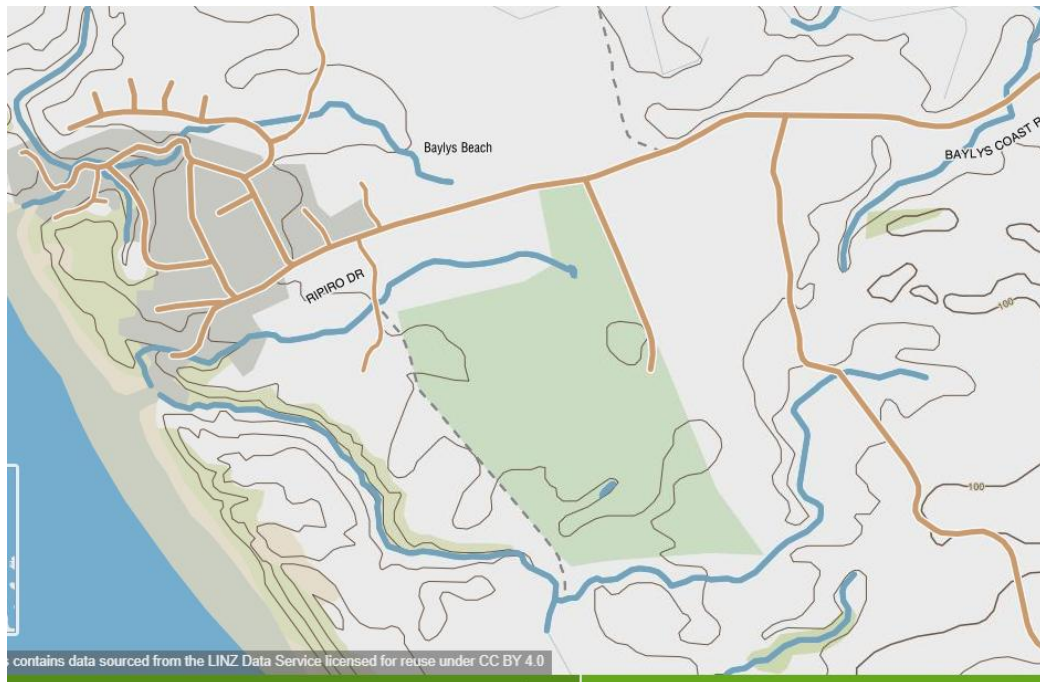 Baylys Beach
BAYLYS COAST
RIPIRO DR
100
100
contains data sourced from the LINZ Data Service licensed for reuse under CC BY 4.0